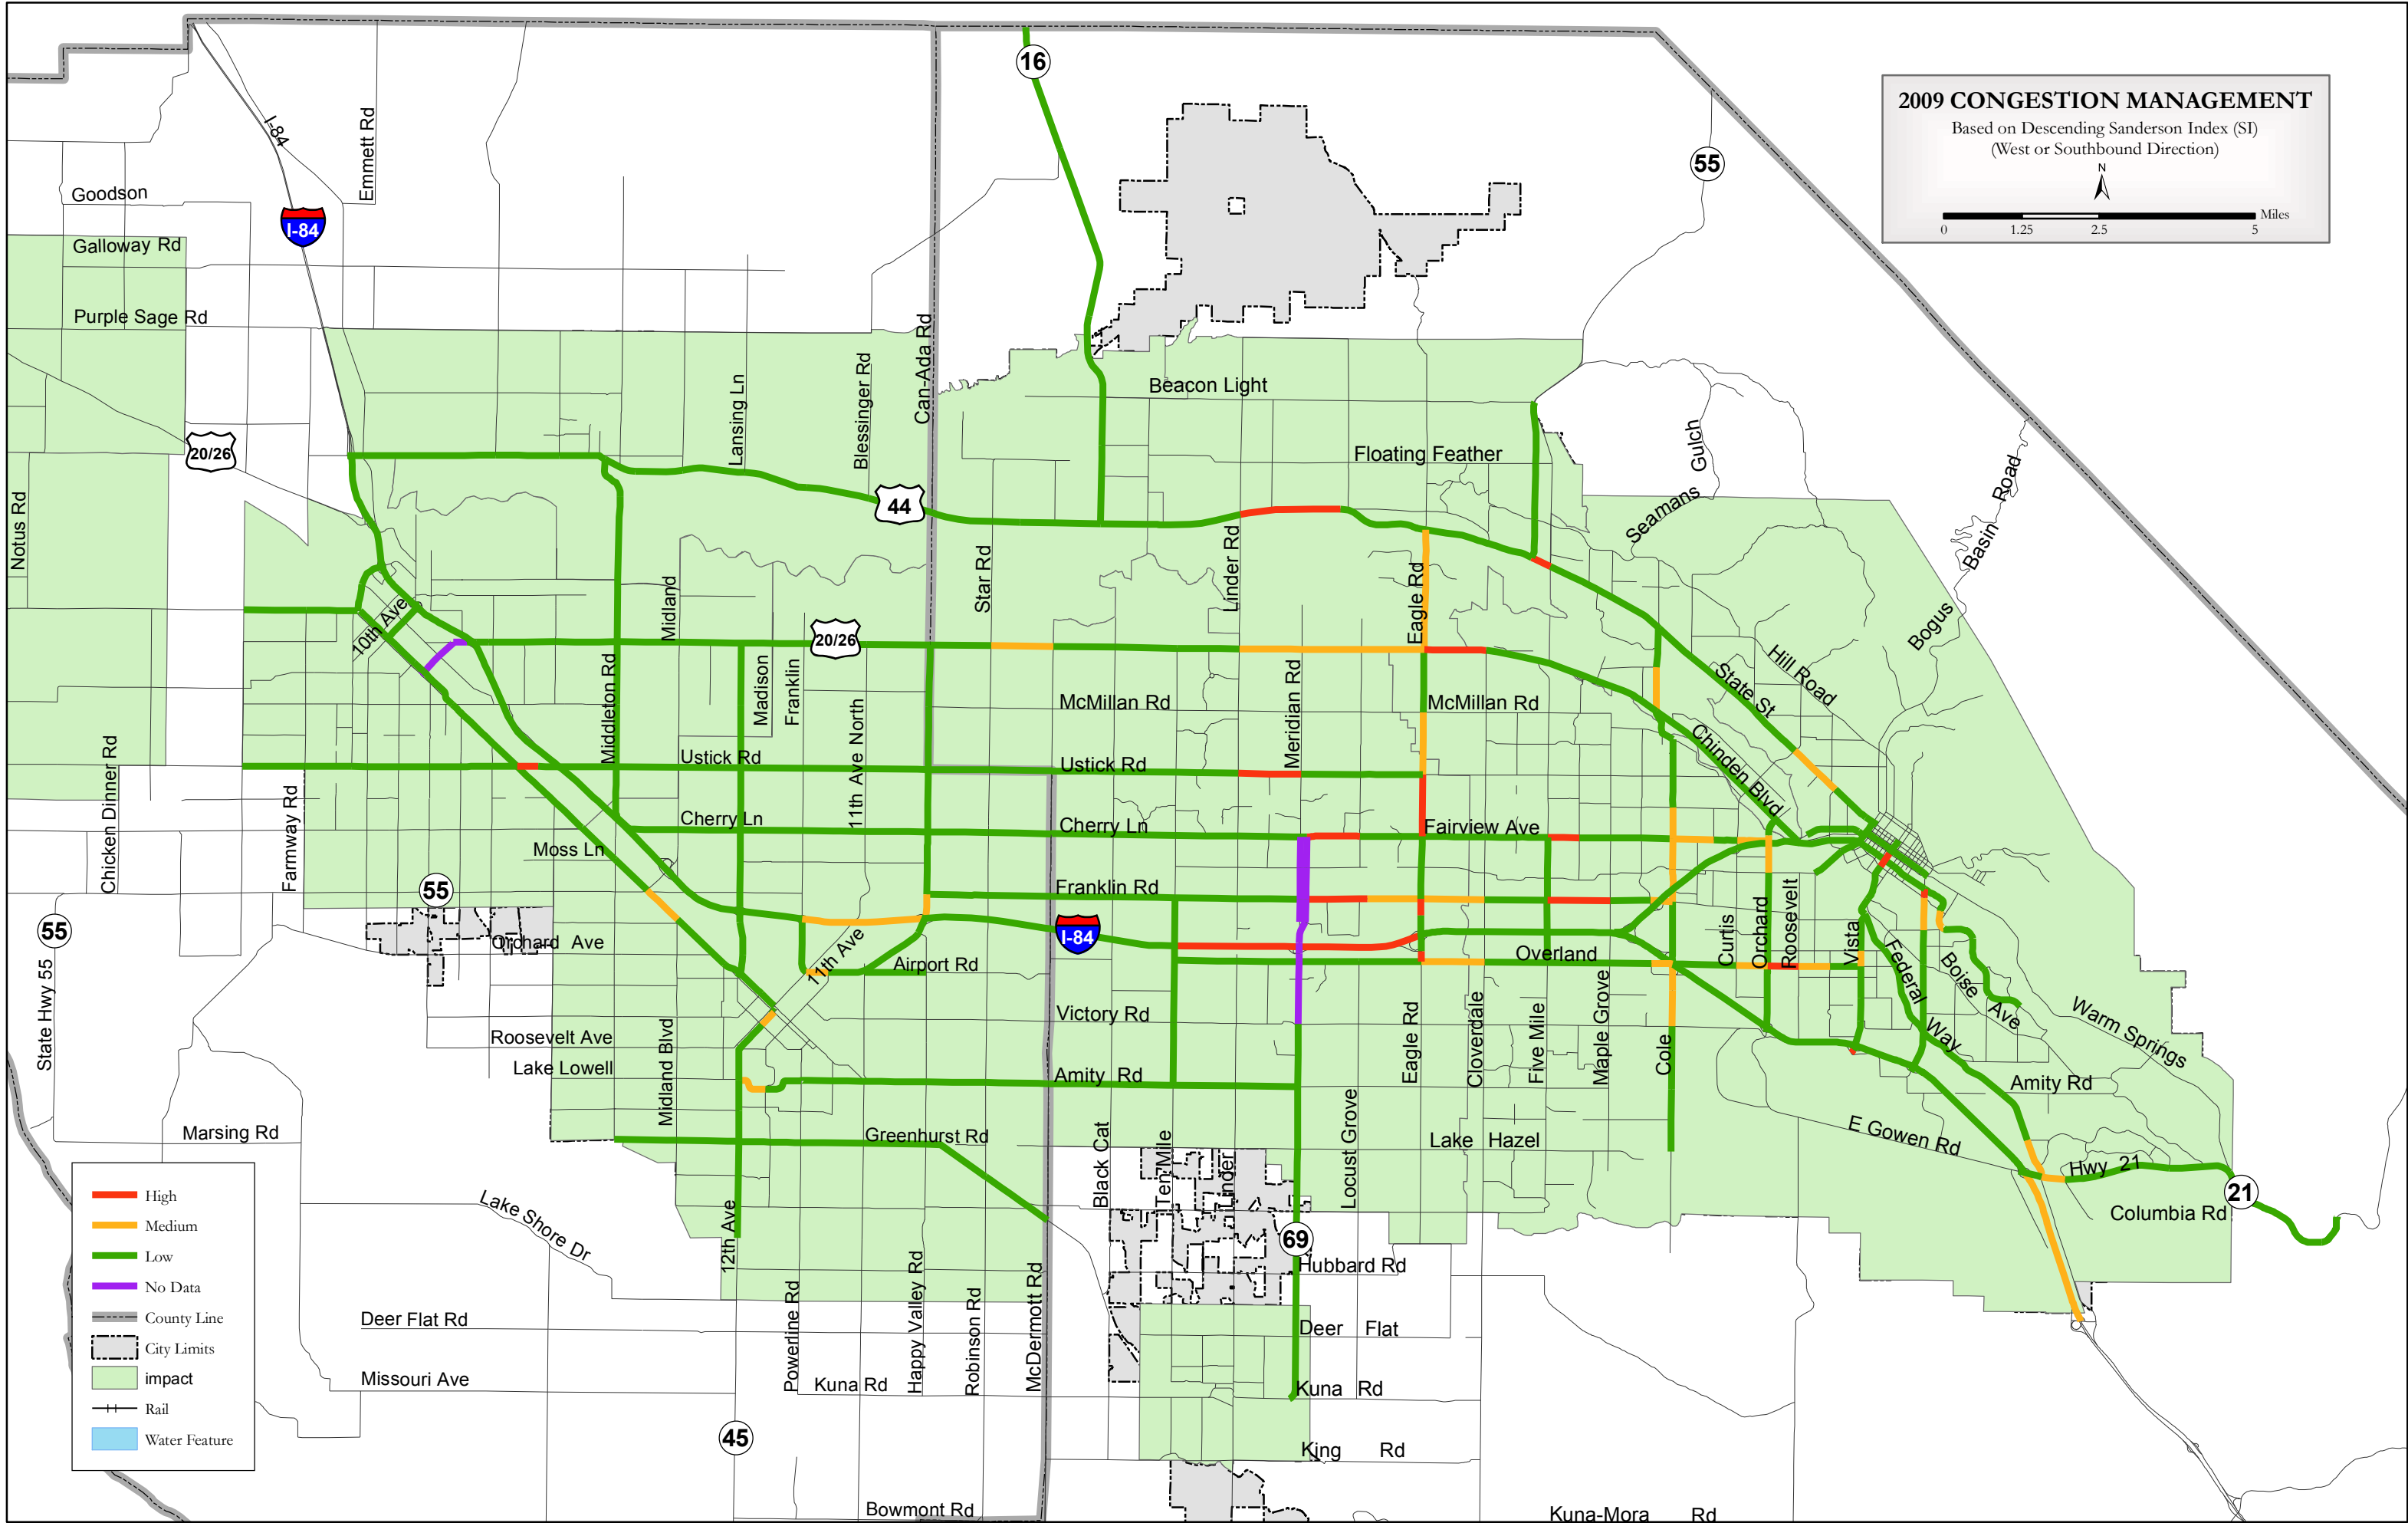 2009 CONGESTION MANAGEMENT
Based on Descending Sanderson Index (SI)
(West or Southbound Direction)
N
Miles
0 1.25 2.5 5
16
55
I-84
Emmett Rd
Goodson
I-84
Galloway Rd
Purple Sage Rd
Can-Ada Rd
Blessinger Rd
Lansing Ln
Beacon Light
20/26
Floating Feather
Seamans
Gulch
Basin Road
Bogus
Notus Rd
44
Star Rd
Linder Rd
Eagle Rd
10th Ave
Midland
20/26
Middleton Rd
Madison
Franklin
11th Ave North
Meridian Rd
Hill Road
State St
McMillan Rd
McMillan Rd
Chinden Blvd
Chicken Dinner Rd
Farmway Rd
Ustick Rd
Ustick Rd
Cherry Ln
Cherry Ln
Fairview Ave
Moss Ln
55
Franklin Rd
55
I-84
State Hwy 55
Orchard Ave
11th Ave
Airport Rd
Overland
Curtis
Orchard
Roosevelt
Vista
Federal
Way
Boise
Ave
Warm Springs
Victory Rd
Eagle Rd
Cloverdale
Five Mile
Maple Grove
Cole
Roosevelt Ave
Lake Lowell
Midland Blvd
Amity Rd
Amity Rd
E Gowen Rd
Marsing Rd
Greenhurst Rd
Black Cat
Ten Mile
Linder
Locust Grove
Lake Hazel
Hwy 21
21
Columbia Rd
Lake Shore Dr
12th Ave
69
Hubbard Rd
Powerline Rd
Happy Valley Rd
Robinson Rd
McDermott Rd
Deer Flat Rd
Deer Flat
Missouri Ave
Kuna Rd
Kuna Rd
45
King Rd
Bowmont Rd
Kuna-Mora Rd
High
Medium
Low
No Data
County Line
City Limits
impact
Rail
Water Feature